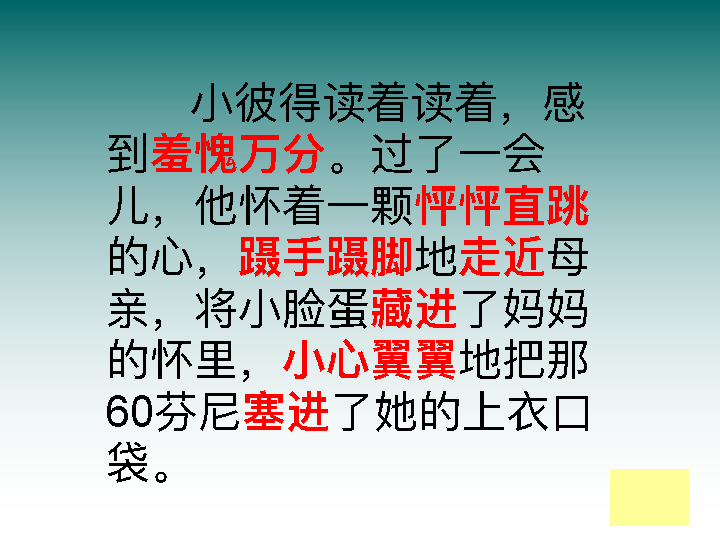 小彼得读着读着，感
到羞愧万分。过了一会
儿，他怀着一颗怦怦直跳
的心，蹑手蹑脚地走近母
亲，将小脸蛋藏进了妈妈
的怀里，小心翼翼地把那
60芬尼塞进了她的上衣口
袋。